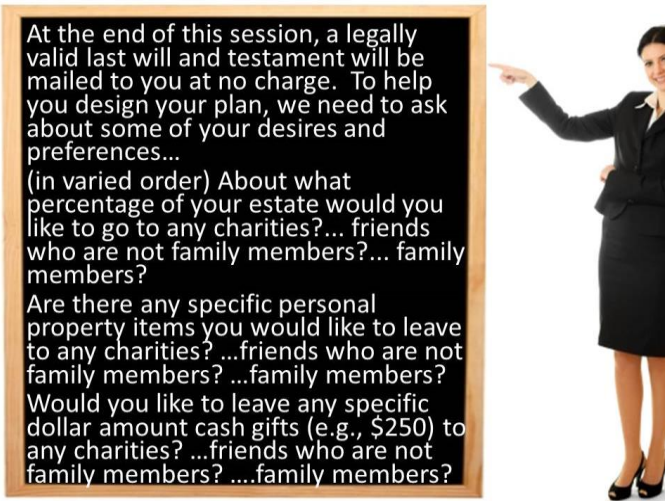 At the end of this session, a legally
valid last will and testament will be
mailed to you at no charge.  To help
you design your plan, we need to ask
about some of your desires and
preferences...
(in varied order) About what
percentage of your estate would you
like to go to any charities?... friends
who are not family members?... family
members?
Are there any specific personal
property items you would like to leave
to any charities? ...friends who are not
family members? ...family members?
Would you like to leave any specific
dollar amount cash gifts (e.g., $250) to
any charities? ...friends who are not
family members? ....family members?